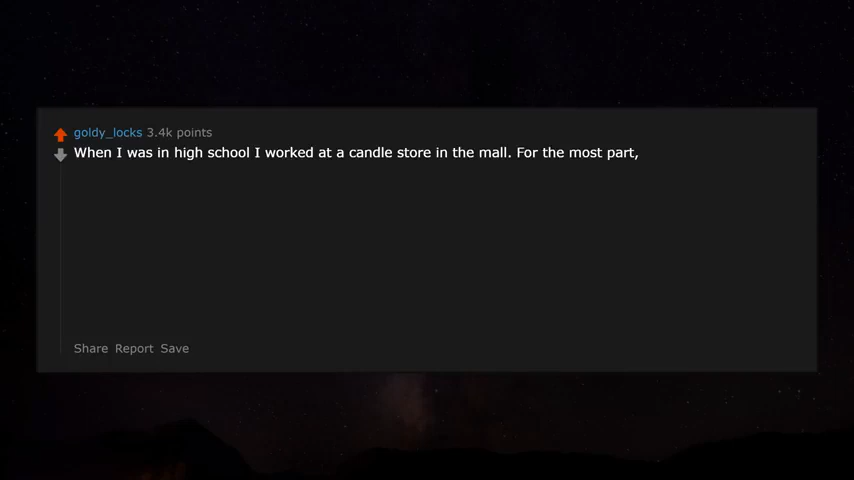 goldy_locks 3.4k points
When I was in high school I worked at a candle store in the mall. For the most part,
Share Report Save